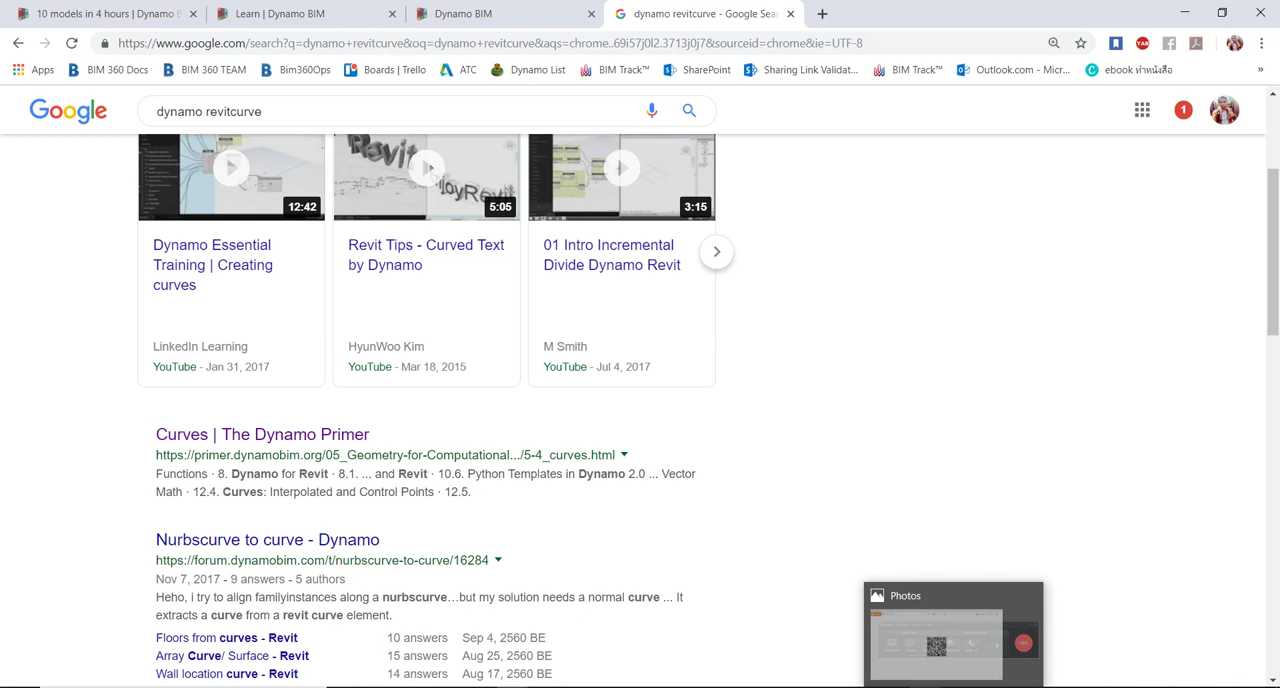 10 models in 4 hours | Dynamo B
Learn | Dynamo BIM
Dynamo BIM
dynamo revitcurve - Google Sear
https://www.google.com/search?q=dynamo+revitcurve&oq=dynamo+revitcurve&aqs=chrome..69i57j0l2.3713j0j7&sourceid=chrome&ie=UTF-8
Apps
BIM 360 Docs
BIM 360 TEAM
Bim360Ops
Boards | Trello
ATC
Dynamo List
BIM Track™
SharePoint
Sharing Link Validat...
BIM Track™
Outlook.com - Micr...
ebook ทำหนังสือ
»
Google
dynamo revitcurve
1
12:42
5:05
3:15
Dynamo Essential
Training | Creating
curves
LinkedIn Learning
YouTube - Jan 31, 2017
Revit Tips - Curved Text
by Dynamo
HyunWoo Kim
YouTube - Mar 18, 2015
01 Intro Incremental
Divide Dynamo Revit
M Smith
YouTube - Jul 4, 2017
Curves | The Dynamo Primer
https://primer.dynamobim.org/05_Geometry-for-Computational.../5-4_curves.html
Functions · 8. Dynamo for Revit · 8.1. ... and Revit · 10.6. Python Templates in Dynamo 2.0 ... Vector
Math · 12.4. Curves: Interpolated and Control Points · 12.5.
Nurbscurve to curve - Dynamo
https://forum.dynamobim.com/t/nurbscurve-to-curve/16284
Nov 7, 2017 - 9 answers - 5 authors
Heho, i try to align familyinstances along a nurbscurve…but my solution needs a normal curve ... It
extracts a curve from a revit curve element.
Floors from curves - Revit 10 answers Sep 4, 2560 BE
Array Curve/ Surface - Revit 15 answers Aug 25, 2560 BE
Wall location curve - Revit 14 answers Aug 17, 2560 BE
Photos